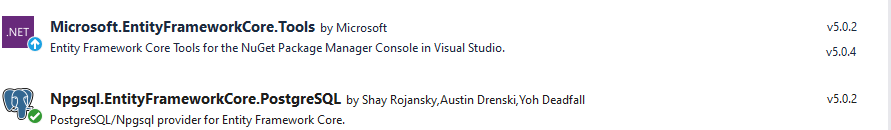 .NET
Microsoft.EntityFrameworkCore.Tools by Microsoft v5.0.2
Entity Framework Core Tools for the NuGet Package Manager Console in Visual Studio. v5.0.4
Npgsql.EntityFrameworkCore.PostgreSQL by Shay Rojansky,Austin Drenski,Yoh Deadfall v5.0.2
PostgreSQL/Npgsql provider for Entity Framework Core.